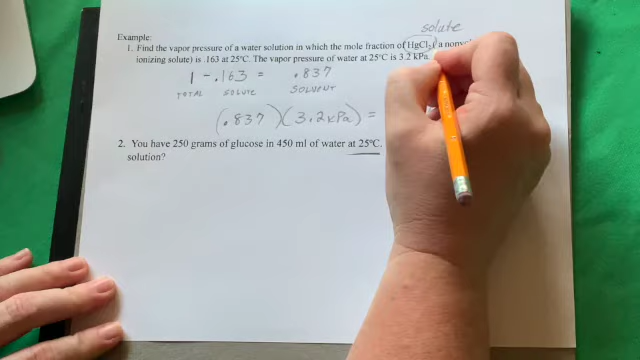 solute
Example:
1. Find the vapor pressure of a water solution in which the mole fraction of HgCl₂ (a
ionizing solute) is .163 at 25°C. The vapor pressure of water at 25°C is 3.2 kPa.
1 - .163 = .837
TOTAL SOLUTE SOLVENT
(.837)(3.2 kPa) =
2. You have 250 grams of glucose in 450 ml of water at 25°C.
solution?